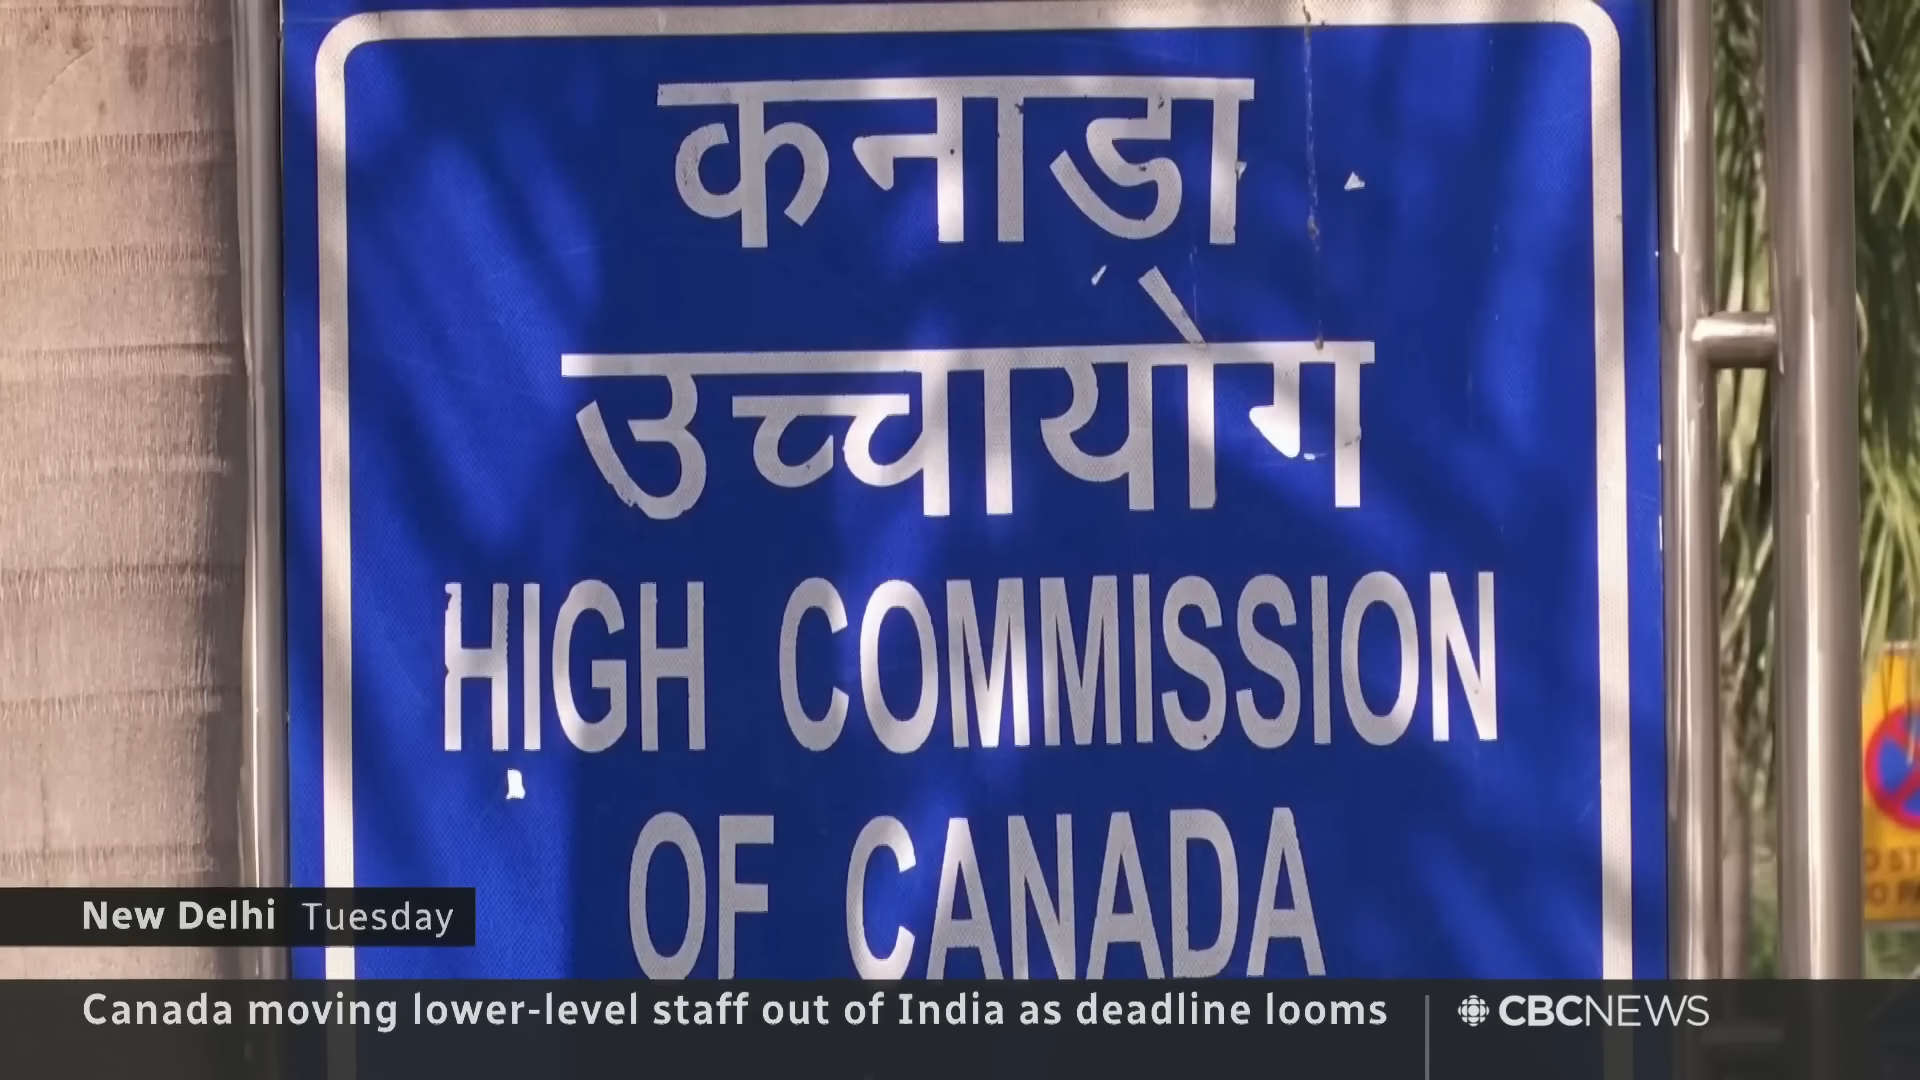 कनाडा
उच्चायोग
HIGH COMMISSION
OF CANADA
New Delhi Tuesday
Canada moving lower-level staff out of India as deadline looms
CBCNEWS